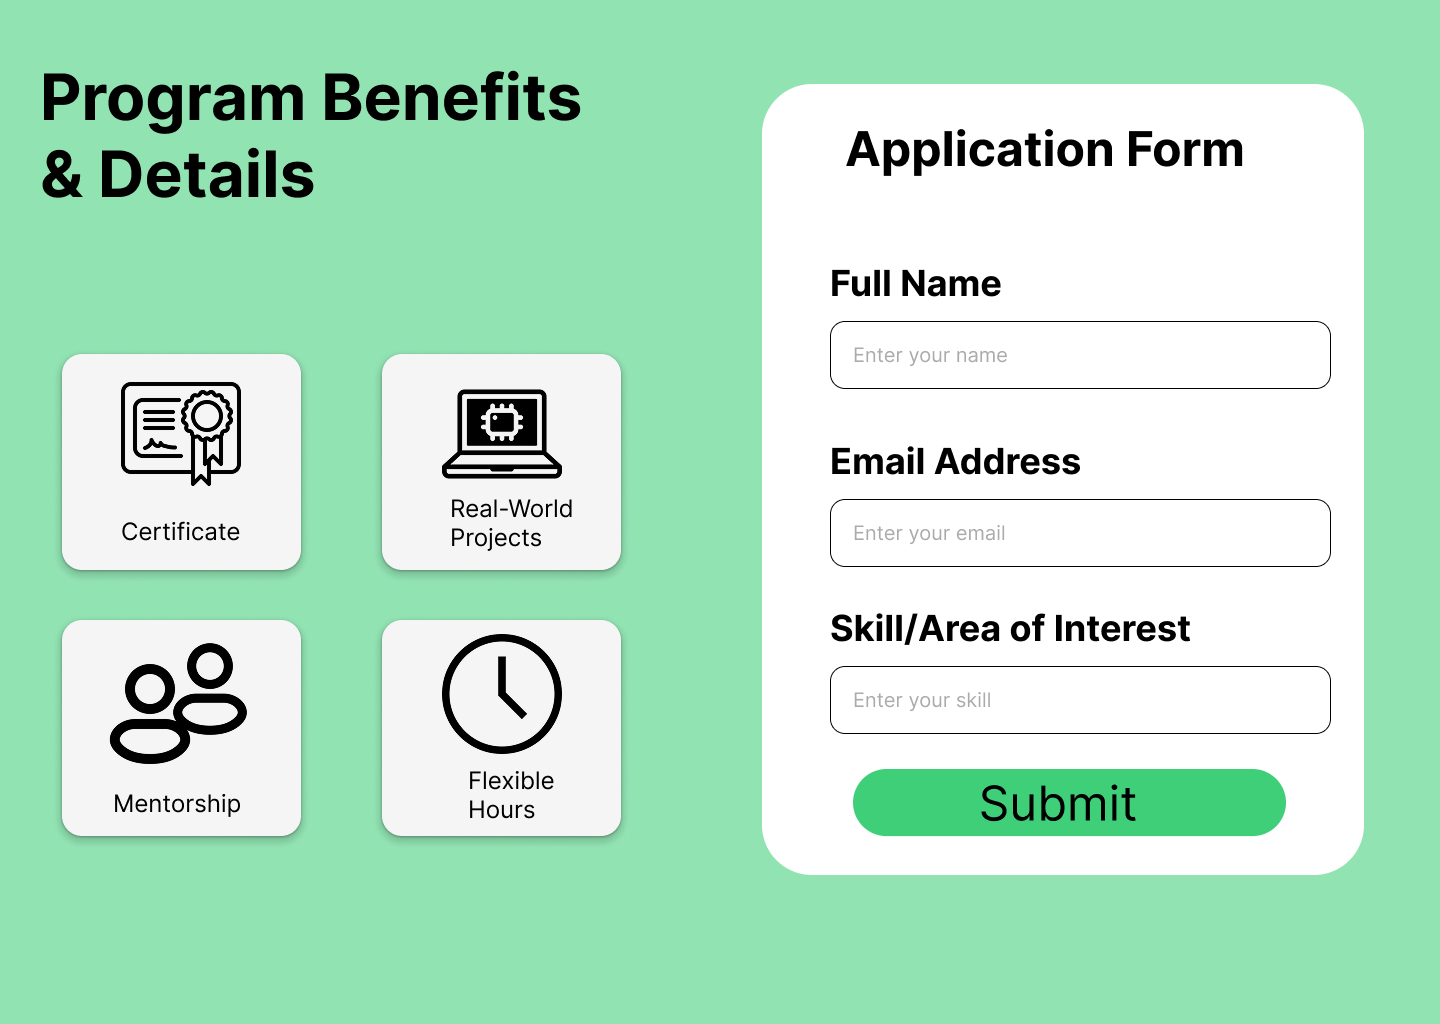 Program Benefits
& Details
Certificate
Real-World
Projects
Mentorship
Flexible
Hours
Application Form
Full Name
Enter your name
Email Address
Enter your email
Skill/Area of Interest
Enter your skill
Submit